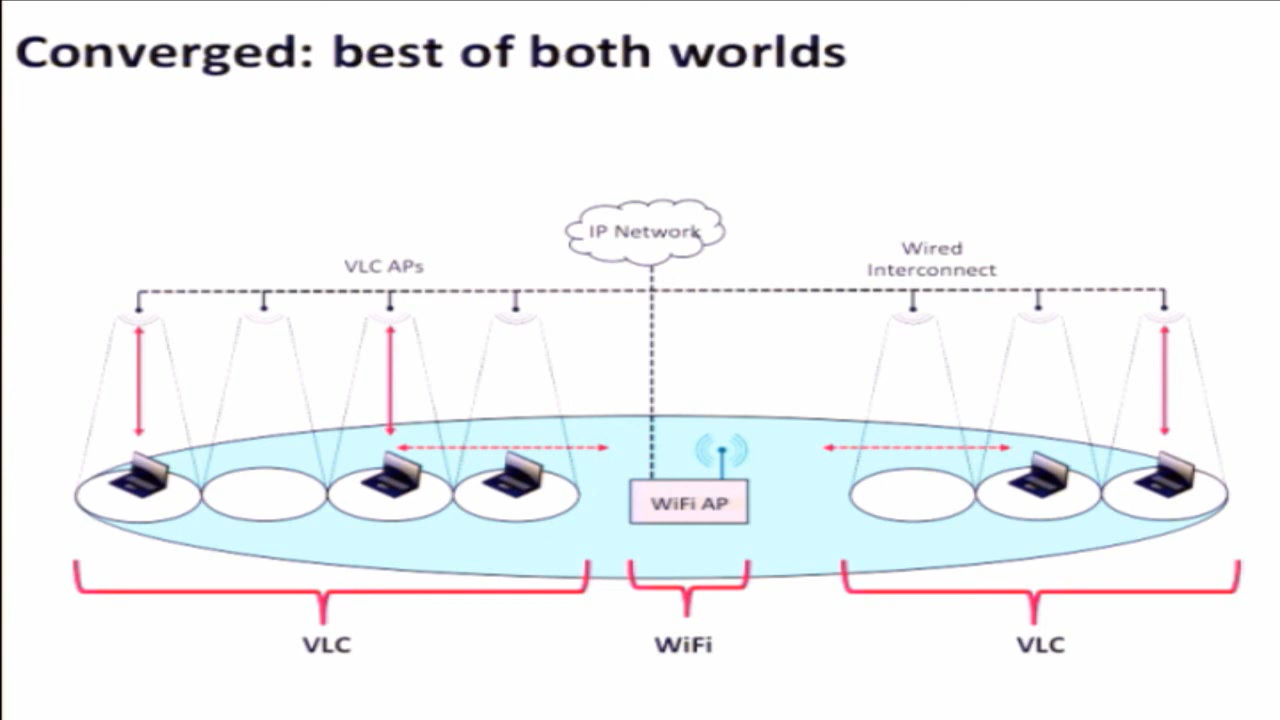 Converged: best of both worlds
IP Network
VLC APs
Wired
Interconnect
WiFi AP
VLC
WiFi
VLC